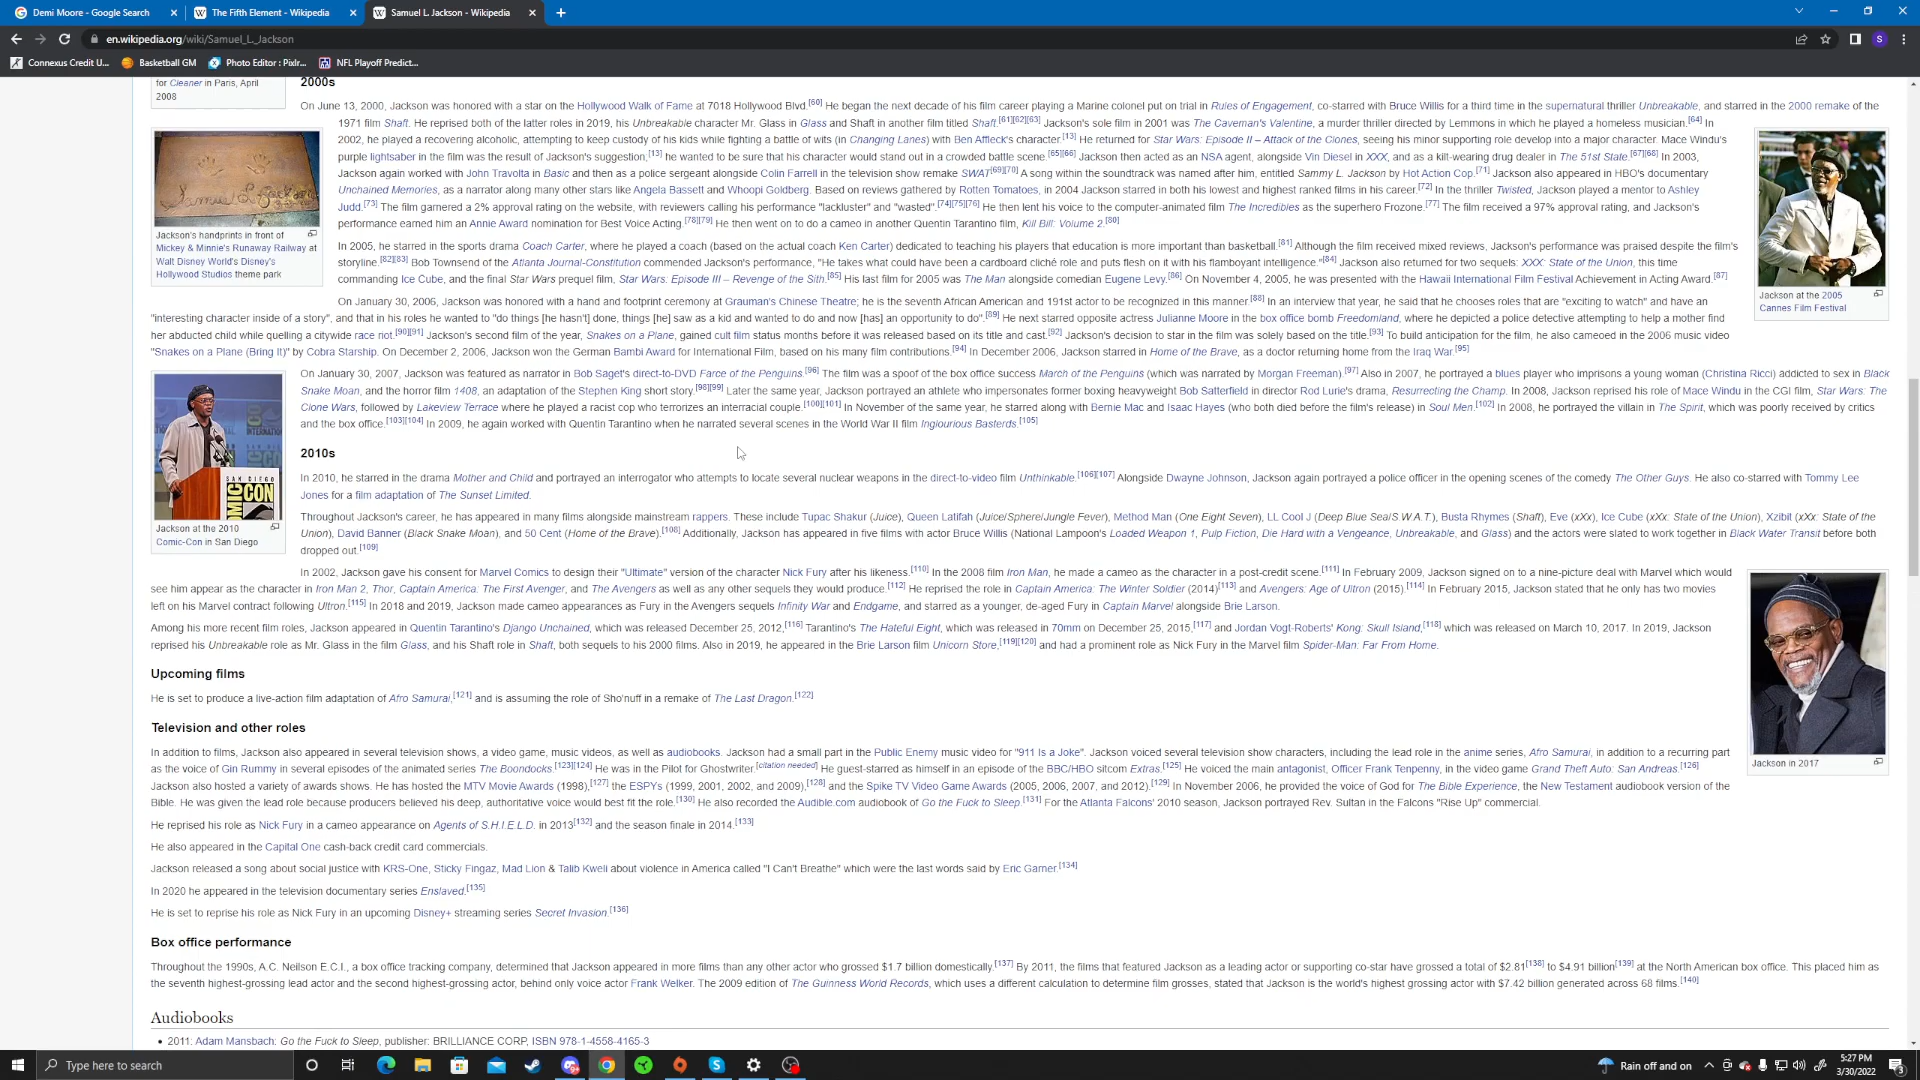 Demi Moore - Google Search
The Fifth Element - Wikipedia
Samuel L. Jackson - Wikipedia
en.wikipedia.org/wiki/Samuel_L._Jackson
S
Connexus Credit U...
Basketball GM
Photo Editor : Pixlr...
NFL Playoff Predict...
for Cleaner in Paris, April
2008
2000s
On June 13, 2000, Jackson was honored with a star on the Hollywood Walk of Fame at 7018 Hollywood Blvd.[60] He began the next decade of his film career playing a Marine colonel put on trial in Rules of Engagement, co-starred with Bruce Willis for a third time in the supernatural thriller Unbreakable, and starred in the 2000 remake of the
1971 film Shaft. He reprised both of the latter roles in 2019, his Unbreakable character Mr. Glass in Glass and Shaft in another film titled Shaft.[61][62][63] Jackson's sole film in 2001 was The Caveman's Valentine, a murder thriller directed by Lemmons in which he played a homeless musician.[64] In
2002, he played a recovering alcoholic, attempting to keep custody of his kids while fighting a battle of wits (in Changing Lanes) with Ben Affleck's character.[13] He returned for Star Wars: Episode II – Attack of the Clones, seeing his minor supporting role develop into a major character. Mace Windu's
purple lightsaber in the film was the result of Jackson's suggestion,[13] he wanted to be sure that his character would stand out in a crowded battle scene.[65][66] Jackson then acted as an NSA agent, alongside Vin Diesel in XXX, and as a kilt-wearing drug dealer in The 51st State.[67][68] In 2003,
Jackson again worked with John Travolta in Basic and then as a police sergeant alongside Colin Farrell in the television show remake SWAT[69][70] A song within the soundtrack was named after him, entitled Sammy L. Jackson by Hot Action Cop.[71] Jackson also appeared in HBO's documentary
Unchained Memories, as a narrator along many other stars like Angela Bassett and Whoopi Goldberg. Based on reviews gathered by Rotten Tomatoes, in 2004 Jackson starred in both his lowest and highest ranked films in his career.[72] In the thriller Twisted, Jackson played a mentor to Ashley
Judd.[73] The film garnered a 2% approval rating on the website, with reviewers calling his performance "lackluster" and "wasted".[74][75][76] He then lent his voice to the computer-animated film The Incredibles as the superhero Frozone.[77] The film received a 97% approval rating, and Jackson's
performance earned him an Annie Award nomination for Best Voice Acting.[78][79] He then went on to do a cameo in another Quentin Tarantino film, Kill Bill: Volume 2.[80]
Jackson's handprints in front of
Mickey & Minnie's Runaway Railway at
Walt Disney World's Disney's
Hollywood Studios theme park
In 2005, he starred in the sports drama Coach Carter, where he played a coach (based on the actual coach Ken Carter) dedicated to teaching his players that education is more important than basketball.[81] Although the film received mixed reviews, Jackson's performance was praised despite the film's
storyline.[82][83] Bob Townsend of the Atlanta Journal-Constitution commended Jackson's performance, "He takes what could have been a cardboard cliché role and puts flesh on it with his flamboyant intelligence."[84] Jackson also returned for two sequels: XXX: State of the Union, this time
commanding Ice Cube, and the final Star Wars prequel film, Star Wars: Episode III – Revenge of the Sith.[85] His last film for 2005 was The Man alongside comedian Eugene Levy.[86] On November 4, 2005, he was presented with the Hawaii International Film Festival Achievement in Acting Award.[87]
Jackson at the 2005
Cannes Film Festival
On January 30, 2006, Jackson was honored with a hand and footprint ceremony at Grauman's Chinese Theatre; he is the seventh African American and 191st actor to be recognized in this manner.[88] In an interview that year, he said that he chooses roles that are "exciting to watch" and have an
"interesting character inside of a story", and that in his roles he wanted to "do things [he hasn't] done, things [he] saw as a kid and wanted to do and now [has] an opportunity to do".[89] He next starred opposite actress Julianne Moore in the box office bomb Freedomland, where he depicted a police detective attempting to help a mother find
her abducted child while quelling a citywide race riot.[90][91] Jackson's second film of the year, Snakes on a Plane, gained cult film status months before it was released based on its title and cast.[92] Jackson's decision to star in the film was solely based on the title.[93] To build anticipation for the film, he also cameoed in the 2006 music video
"Snakes on a Plane (Bring It)" by Cobra Starship. On December 2, 2006, Jackson won the German Bambi Award for International Film, based on his many film contributions.[94] In December 2006, Jackson starred in Home of the Brave, as a doctor returning home from the Iraq War.[95]
On January 30, 2007, Jackson was featured as narrator in Bob Saget's direct-to-DVD Farce of the Penguins.[96] The film was a spoof of the box office success March of the Penguins (which was narrated by Morgan Freeman).[97] Also in 2007, he portrayed a blues player who imprisons a young woman (Christina Ricci) addicted to sex in Black
Snake Moan, and the horror film 1408, an adaptation of the Stephen King short story.[98][99] Later the same year, Jackson portrayed an athlete who impersonates former boxing heavyweight Bob Satterfield in director Rod Lurie's drama, Resurrecting the Champ. In 2008, Jackson reprised his role of Mace Windu in the CGI film, Star Wars: The
Clone Wars, followed by Lakeview Terrace where he played a racist cop who terrorizes an interracial couple.[100][101] In November of the same year, he starred along with Bernie Mac and Isaac Hayes (who both died before the film's release) in Soul Men.[102] In 2008, he portrayed the villain in The Spirit, which was poorly received by critics
and the box office.[103][104] In 2009, he again worked with Quentin Tarantino when he narrated several scenes in the World War II film Inglourious Basterds.[105]
SAN DIEGO
COMIC CON
Jackson at the 2010
Comic-Con in San Diego
2010s
In 2010, he starred in the drama Mother and Child and portrayed an interrogator who attempts to locate several nuclear weapons in the direct-to-video film Unthinkable.[106][107] Alongside Dwayne Johnson, Jackson again portrayed a police officer in the opening scenes of the comedy The Other Guys. He also co-starred with Tommy Lee
Jones for a film adaptation of The Sunset Limited.
Throughout Jackson's career, he has appeared in many films alongside mainstream rappers. These include Tupac Shakur (Juice), Queen Latifah (Juice/Sphere/Jungle Fever), Method Man (One Eight Seven), LL Cool J (Deep Blue Sea/S.W.A.T.), Busta Rhymes (Shaft), Eve (xXx), Ice Cube (xXx: State of the Union), Xzibit (xXx: State of the
Union), David Banner (Black Snake Moan), and 50 Cent (Home of the Brave).[108] Additionally, Jackson has appeared in five films with actor Bruce Willis (National Lampoon's Loaded Weapon 1, Pulp Fiction, Die Hard with a Vengeance, Unbreakable, and Glass) and the actors were slated to work together in Black Water Transit before both
dropped out.[109]
In 2002, Jackson gave his consent for Marvel Comics to design their "Ultimate" version of the character Nick Fury after his likeness.[110] In the 2008 film Iron Man, he made a cameo as the character in a post-credit scene.[111] In February 2009, Jackson signed on to a nine-picture deal with Marvel which would
see him appear as the character in Iron Man 2, Thor, Captain America: The First Avenger, and The Avengers as well as any other sequels they would produce.[112] He reprised the role in Captain America: The Winter Soldier (2014)[113] and Avengers: Age of Ultron (2015).[114] In February 2015, Jackson stated that he only has two movies
left on his Marvel contract following Ultron.[115] In 2018 and 2019, Jackson made cameo appearances as Fury in the Avengers sequels Infinity War and Endgame, and starred as a younger, de-aged Fury in Captain Marvel alongside Brie Larson.
Among his more recent film roles, Jackson appeared in Quentin Tarantino's Django Unchained, which was released December 25, 2012,[116] Tarantino's The Hateful Eight, which was released in 70mm on December 25, 2015,[117] and Jordan Vogt-Roberts' Kong: Skull Island,[118] which was released on March 10, 2017. In 2019, Jackson
reprised his Unbreakable role as Mr. Glass in the film Glass, and his Shaft role in Shaft, both sequels to his 2000 films. Also in 2019, he appeared in the Brie Larson film Unicorn Store,[119][120] and had a prominent role as Nick Fury in the Marvel film Spider-Man: Far From Home.
Jackson in 2017
Upcoming films
He is set to produce a live-action film adaptation of Afro Samurai,[121] and is assuming the role of Sho'nuff in a remake of The Last Dragon.[122]
Television and other roles
In addition to films, Jackson also appeared in several television shows, a video game, music videos, as well as audiobooks. Jackson had a small part in the Public Enemy music video for "911 Is a Joke". Jackson voiced several television show characters, including the lead role in the anime series, Afro Samurai, in addition to a recurring part
as the voice of Gin Rummy in several episodes of the animated series The Boondocks.[123][124] He was in the Pilot for Ghostwriter.[citation needed] He guest-starred as himself in an episode of the BBC/HBO sitcom Extras.[125] He voiced the main antagonist, Officer Frank Tenpenny, in the video game Grand Theft Auto: San Andreas.[126]
Jackson also hosted a variety of awards shows. He has hosted the MTV Movie Awards (1998),[127] the ESPYs (1999, 2001, 2002, and 2009),[128] and the Spike TV Video Game Awards (2005, 2006, 2007, and 2012).[129] In November 2006, he provided the voice of God for The Bible Experience, the New Testament audiobook version of the
Bible. He was given the lead role because producers believed his deep, authoritative voice would best fit the role.[130] He also recorded the Audible.com audiobook of Go the Fuck to Sleep.[131] For the Atlanta Falcons' 2010 season, Jackson portrayed Rev. Sultan in the Falcons "Rise Up" commercial.
He reprised his role as Nick Fury in a cameo appearance on Agents of S.H.I.E.L.D. in 2013[132] and the season finale in 2014.[133]
He also appeared in the Capital One cash-back credit card commercials.
Jackson released a song about social justice with KRS-One, Sticky Fingaz, Mad Lion & Talib Kweli about violence in America called "I Can't Breathe" which were the last words said by Eric Garner.[134]
In 2020 he appeared in the television documentary series Enslaved.[135]
He is set to reprise his role as Nick Fury in an upcoming Disney+ streaming series Secret Invasion.[136]
Box office performance
Throughout the 1990s, A.C. Neilson E.C.I., a box office tracking company, determined that Jackson appeared in more films than any other actor who grossed $1.7 billion domestically.[137] By 2011, the films that featured Jackson as a leading actor or supporting co-star have grossed a total of $2.81[138] to $4.91 billion[139] at the North American box office. This placed him as
the seventh highest-grossing lead actor and the second highest-grossing actor, behind only voice actor Frank Welker. The 2009 edition of The Guinness World Records, which uses a different calculation to determine film grosses, stated that Jackson is the world's highest grossing actor with $7.42 billion generated across 68 films.[140]
Audiobooks
• 2011: Adam Mansbach: Go the Fuck to Sleep, publisher: BRILLIANCE CORP, ISBN 978-1-4558-4165-3
Type here to search
Rain off and on
5:27 PM
3/30/2022
3